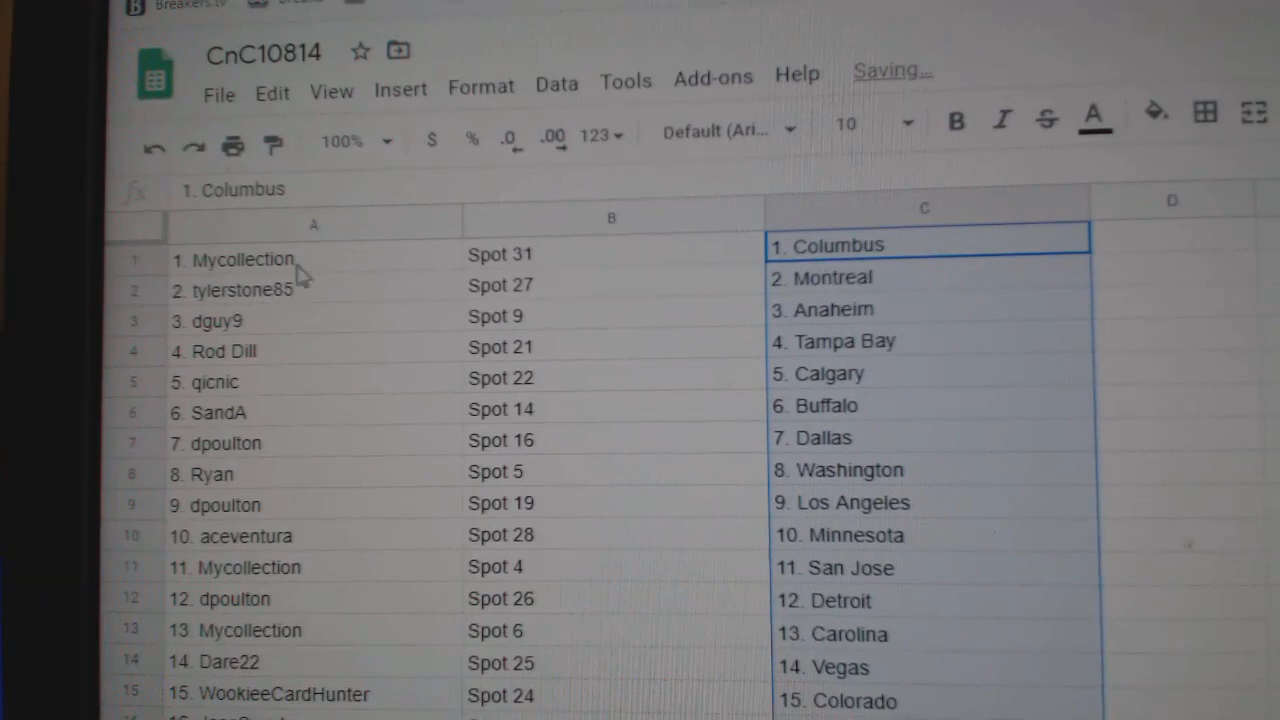 Breakers.tv
CnC10814
File Edit View Insert Format Data Tools Add-ons Help Saving...
100% $ % .0 .00 123 Default (Ari... 10 B I S A
fx 1. Columbus
A B C D
1 1. Mycollection Spot 31 1. Columbus
2 2. tylerstone85 Spot 27 2. Montreal
3 3. dguy9 Spot 9 3. Anaheim
4 4. Rod Dill Spot 21 4. Tampa Bay
5 5. qicnic Spot 22 5. Calgary
6 6. SandA Spot 14 6. Buffalo
7 7. dpoulton Spot 16 7. Dallas
8 8. Ryan Spot 5 8. Washington
9 9. dpoulton Spot 19 9. Los Angeles
10 10. aceventura Spot 28 10. Minnesota
11 11. Mycollection Spot 4 11. San Jose
12 12. dpoulton Spot 26 12. Detroit
13 13. Mycollection Spot 6 13. Carolina
14 14. Dare22 Spot 25 14. Vegas
15 15. WookieeCardHunter Spot 24 15. Colorado